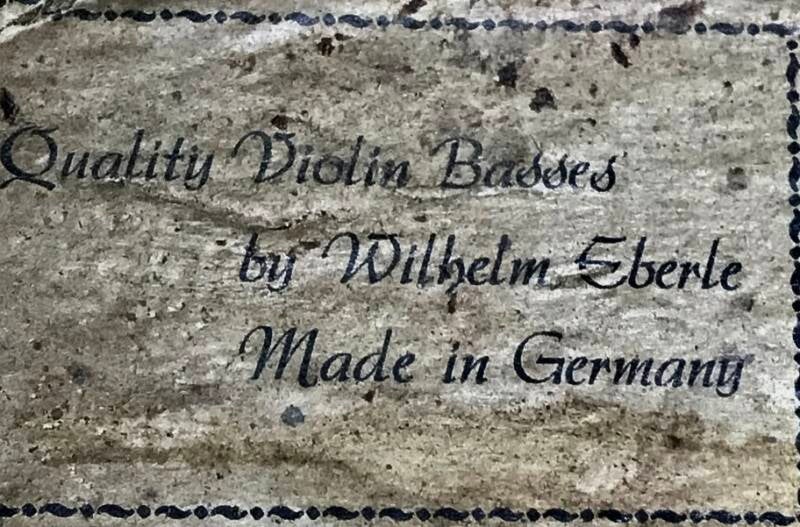 Quality Violin Basses
by Wilhelm Eberle
Made in Germany